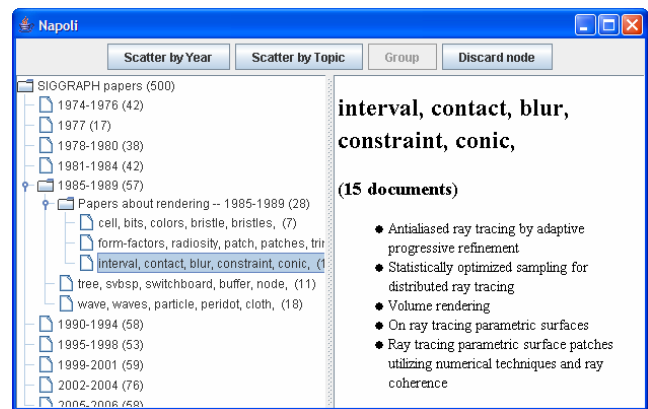 Napoli
Scatter by Year Scatter by Topic Group Discard node
SIGGRAPH papers (500)
1974-1976 (42)
1977 (17)
1978-1980 (38)
1981-1984 (42)
1985-1989 (57)
Papers about rendering -- 1985-1989 (28)
cell, bits, colors, bristle, bristles, (7)
form-factors, radiosity, patch, patches,
interval, contact, blur, constraint, conic,
tree, svbsp, switchboard, buffer, node, (11)
wave, waves, particle, peridot, cloth, (18)
1990-1994 (58)
1995-1998 (53)
1999-2001 (59)
2002-2004 (76)
2005-2006 (58)
interval, contact, blur,
constraint, conic,
(15 documents)
Antialiased ray tracing by adaptive
progressive refinement
Statistically optimized sampling for
distributed ray tracing
Volume rendering
On ray tracing parametric surfaces
Ray tracing parametric surface patches
utilizing numerical techniques and ray
coherence